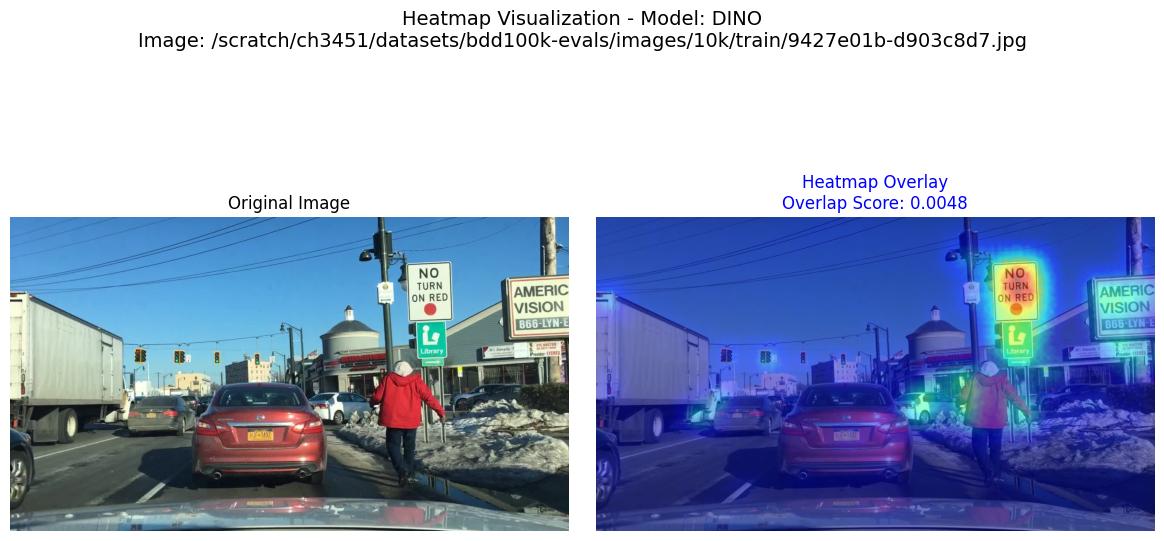 Heatmap Visualization - Model: DINO
Image: /scratch/ch3451/datasets/bdd100k-evals/images/10k/train/9427e01b-d903c8d7.jpg
Original Image
NO
TURN
ON RED
Library
AMERIC
VISION
866-LYN-E
Heatmap Overlay
Overlap Score: 0.0048
NO
TURN
ON RED
Library
AMERIC
VISION
866-LYN-E